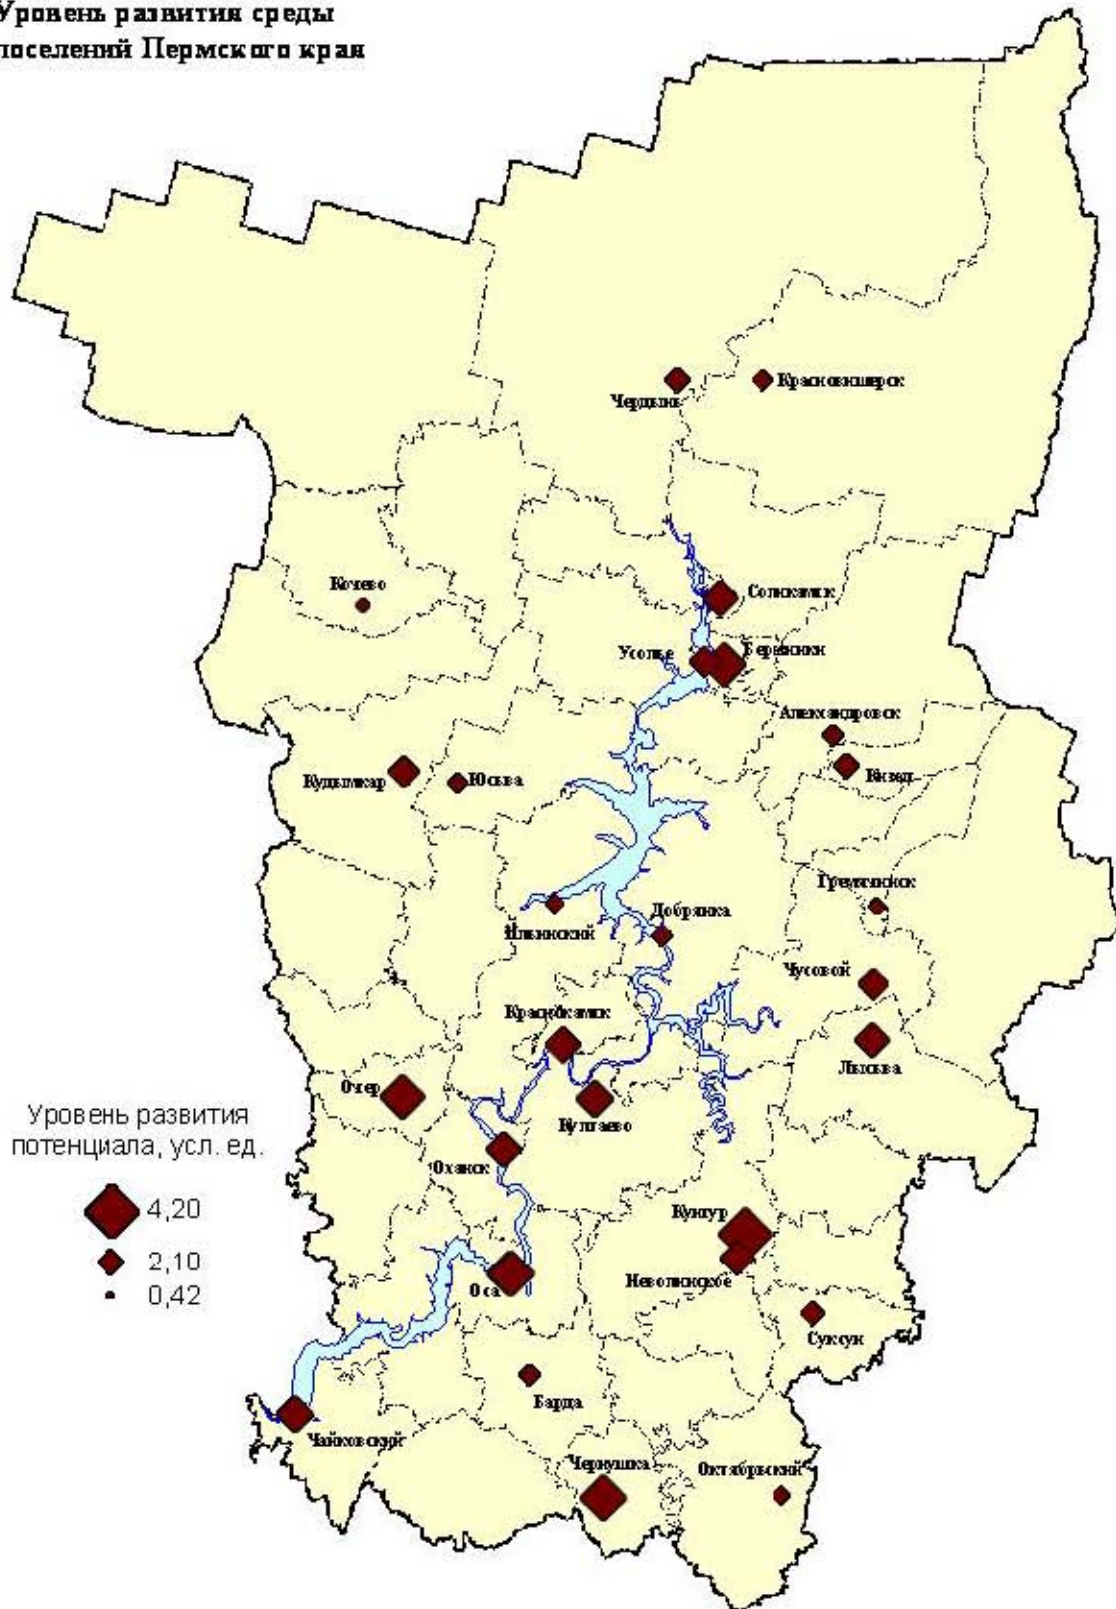 Уровень развития среды
поселений Пермского края
Чердынь
Красновишерск
Кочево
Соликамск
Усолье
Березники
Александровск
Кизел
Кудымкар
Юсьва
Гремячинск
Ильинский
Добрянка
Чусовой
Краснокамск
Лысьва
Очер
Култаево
Оханск
Уровень развития
потенциала, усл. ед.
4,20
2,10
0,42
Кунгур
Неволинское
Оса
Суксун
Барда
Чайковский
Чернушка
Октябрьский